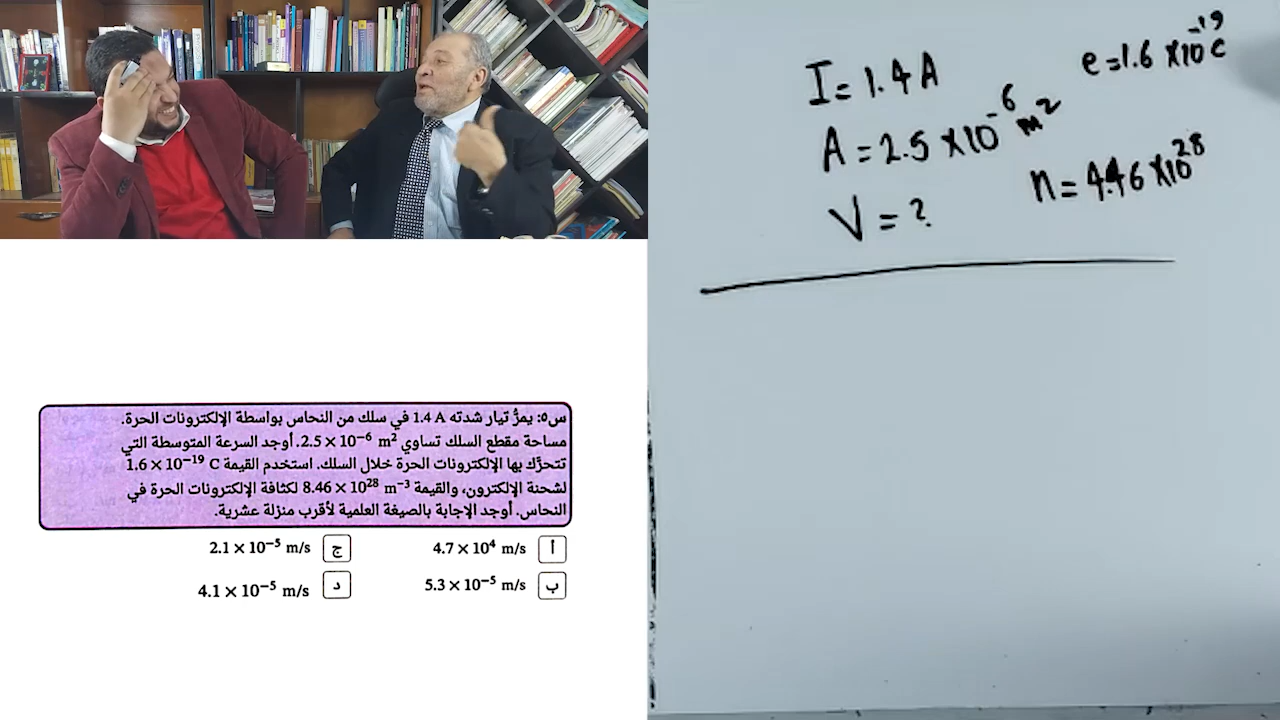 I = 1.4 A
A = 2.5 × 10⁻⁶ m²
V = ?
e = 1.6 × 10⁻¹⁹ C
n = 4.46 × 10²⁸
س٥: يمرُّ تيار شدته 1.4 A في سلك من النحاس بواسطة الإلكترونات الحرة.
مساحة مقطع السلك تساوي 2.5 × 10⁻⁶ m². أوجد السرعة المتوسطة التي
تتحرَّك بها الإلكترونات الحرة خلال السلك. استخدم القيمة 1.6 × 10⁻¹⁹ C
لشحنة الإلكترون، والقيمة 8.46 × 10²⁸ m⁻³ لكثافة الإلكترونات الحرة في
النحاس. أوجد الإجابة بالصيغة العلمية لأقرب منزلة عشرية.
أ 4.7 × 10⁴ m/s
ج 2.1 × 10⁻⁵ m/s
ب 5.3 × 10⁻⁵ m/s
د 4.1 × 10⁻⁵ m/s